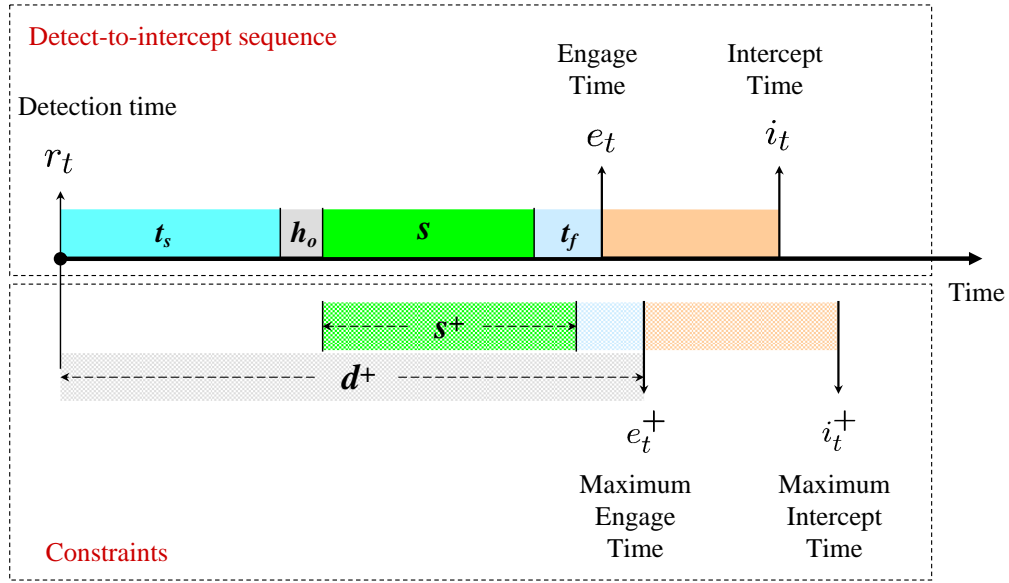 Detect-to-intercept sequence
Engage
Time
Intercept
Time
Detection time
r_t
e_t
i_t
t_s
h_o
s
t_f
Time
s^+
d^+
e_t^+
i_t^+
Maximum
Engage
Time
Maximum
Intercept
Time
Constraints